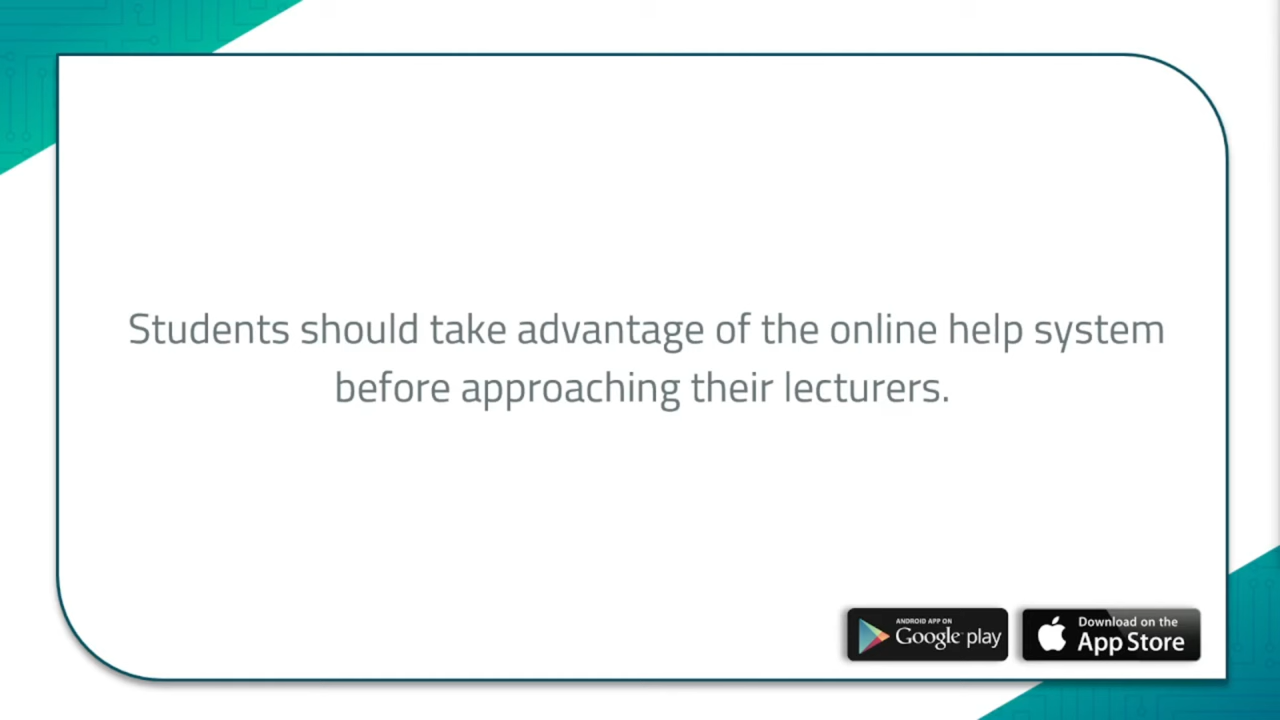 Students should take advantage of the online help system
before approaching their lecturers.
ANDROID APP ON
Google play
Download on the
App Store